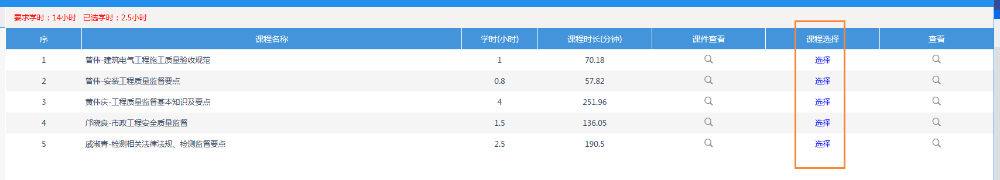 要求学时：14小时 已选学时：2.5小时
序 课程名称 学时(小时) 课程时长(分钟) 课件查看 课程选择 查看
1 曾伟-建筑电气工程施工质量验收规范 1 70.18 选择
2 曾伟-安装工程质量监督要点 0.8 57.82 选择
3 黄伟庆-工程质量监督基本知识及要点 4 251.96 选择
4 邝晓良-市政工程安全质量监督 1.5 136.05 选择
5 戚淑青-检测相关法律法规、检测监督要点 2.5 190.5 选择